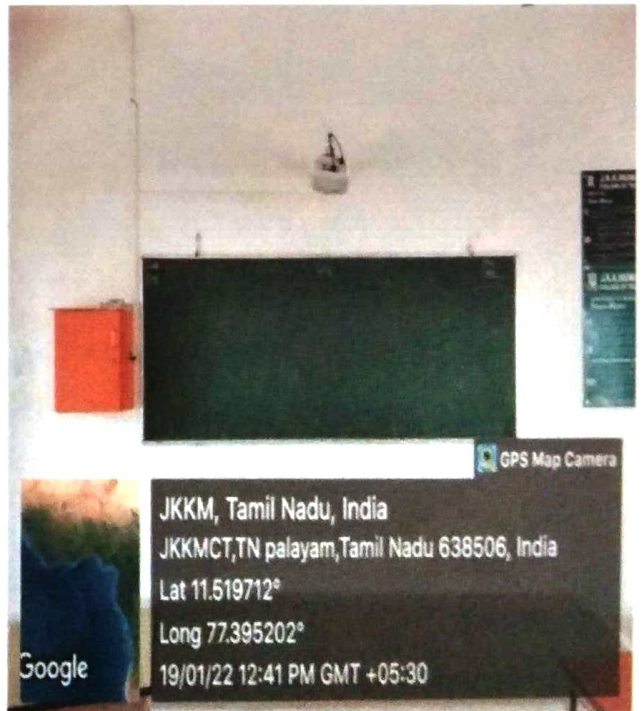 GPS Map Camera
JKKM, Tamil Nadu, India
JKKMCT,TN palayam,Tamil Nadu 638506, India
Lat 11.519712°
Long 77.395202°
19/01/22 12:41 PM GMT +05:30
Google